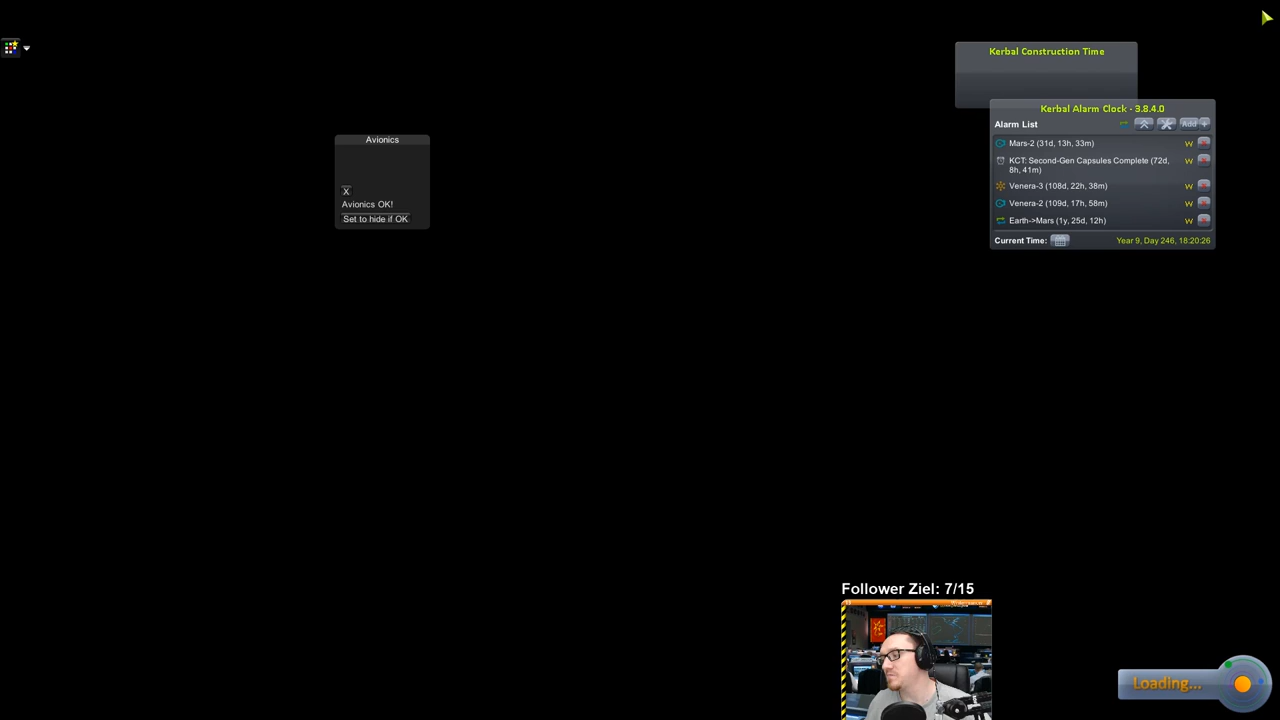 Kerbal Construction Time
Kerbal Alarm Clock - 3.8.4.0
Alarm List
Add +
Mars-2 (31d, 13h, 33m)
KCT: Second-Gen Capsules Complete (72d,
8h, 41m)
Venera-3 (108d, 22h, 38m)
Venera-2 (109d, 17h, 58m)
Earth->Mars (1y, 25d, 12h)
Current Time:
Year 9, Day 246, 18:20:26
Avionics
X
Avionics OK!
Set to hide if OK
Follower Ziel: 7/15
Loading...